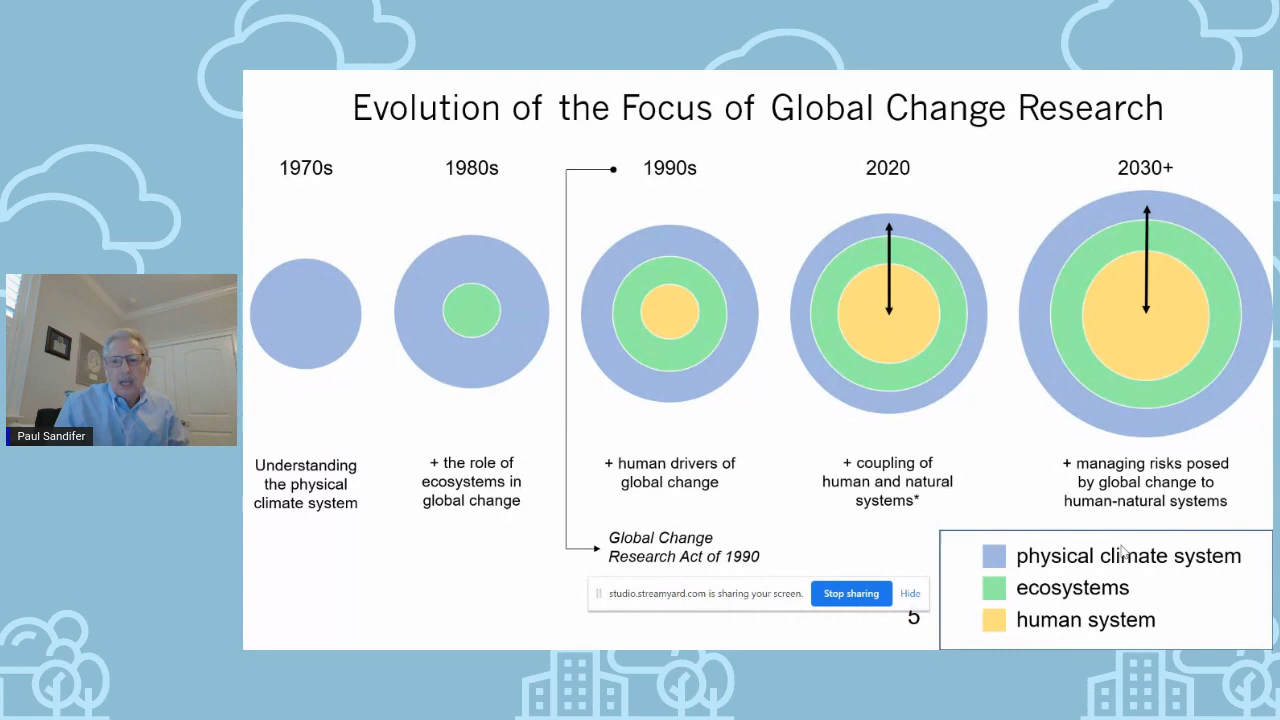 Evolution of the Focus of Global Change Research
1970s
1980s
1990s
2020
2030+
Understanding
the physical
climate system
+ the role of
ecosystems in
global change
+ human drivers of
global change
+ coupling of
human and natural
systems*
+ managing risks posed
by global change to
human-natural systems
Global Change
Research Act of 1990
physical climate system
ecosystems
human system
studio.streamyard.com is sharing your screen.
Stop sharing
Hide
5
Paul Sandifer